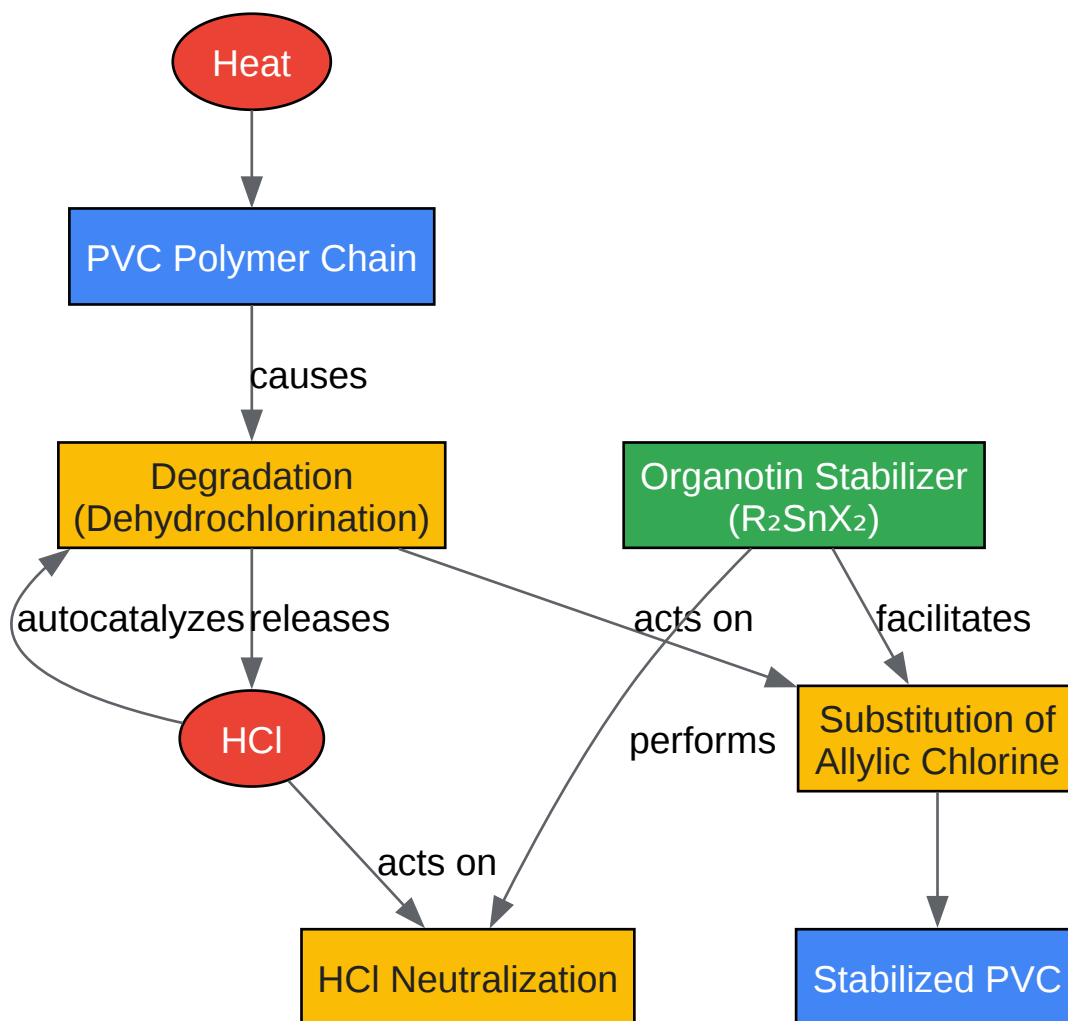 Heat
PVC Polymer Chain
causes
Degradation
(Dehydrochlorination)
Organotin Stabilizer
(R₂SnX₂)
autocatalyzes
releases
acts on
facilitates
HCl
performs
Substitution of
Allylic Chlorine
acts on
HCl Neutralization
Stabilized PVC